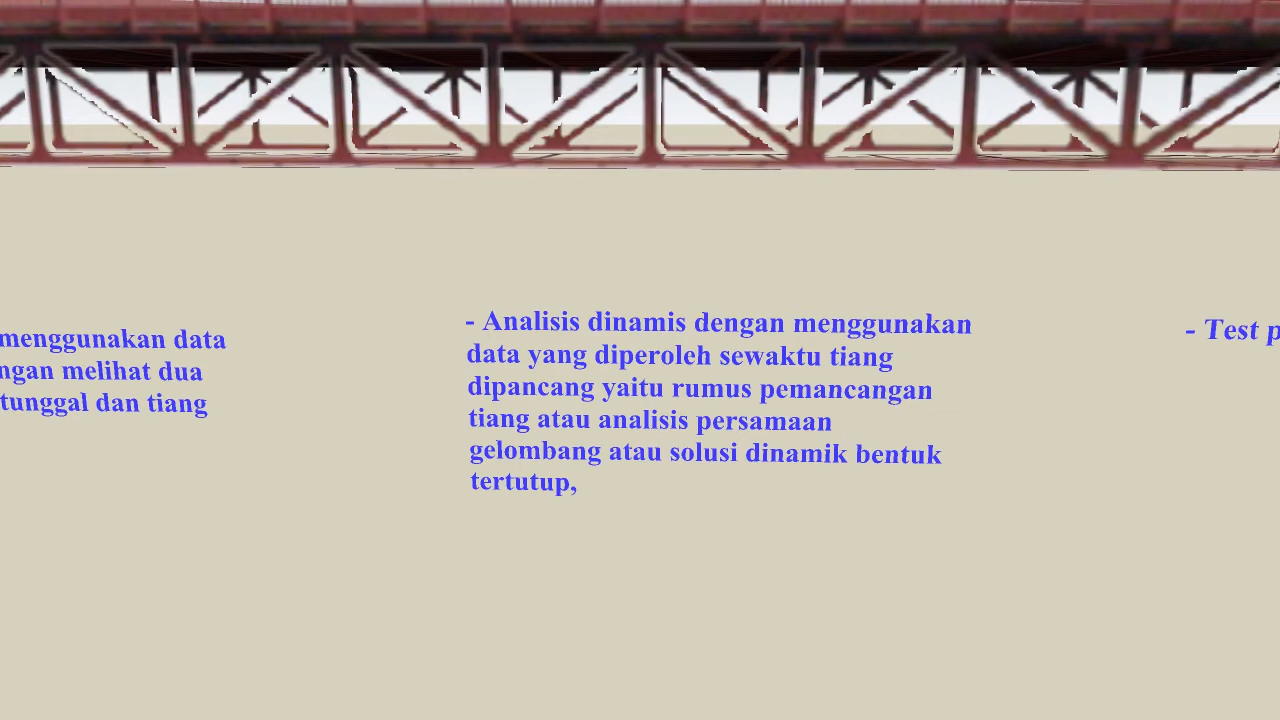 menggunakan data
melihat dua
tunggal dan tiang
- Analisis dinamis dengan menggunakan
data yang diperoleh sewaktu tiang
dipancang yaitu rumus pemancangan
tiang atau analisis persamaan
gelombang atau solusi dinamik bentuk
tertutup,
- Test